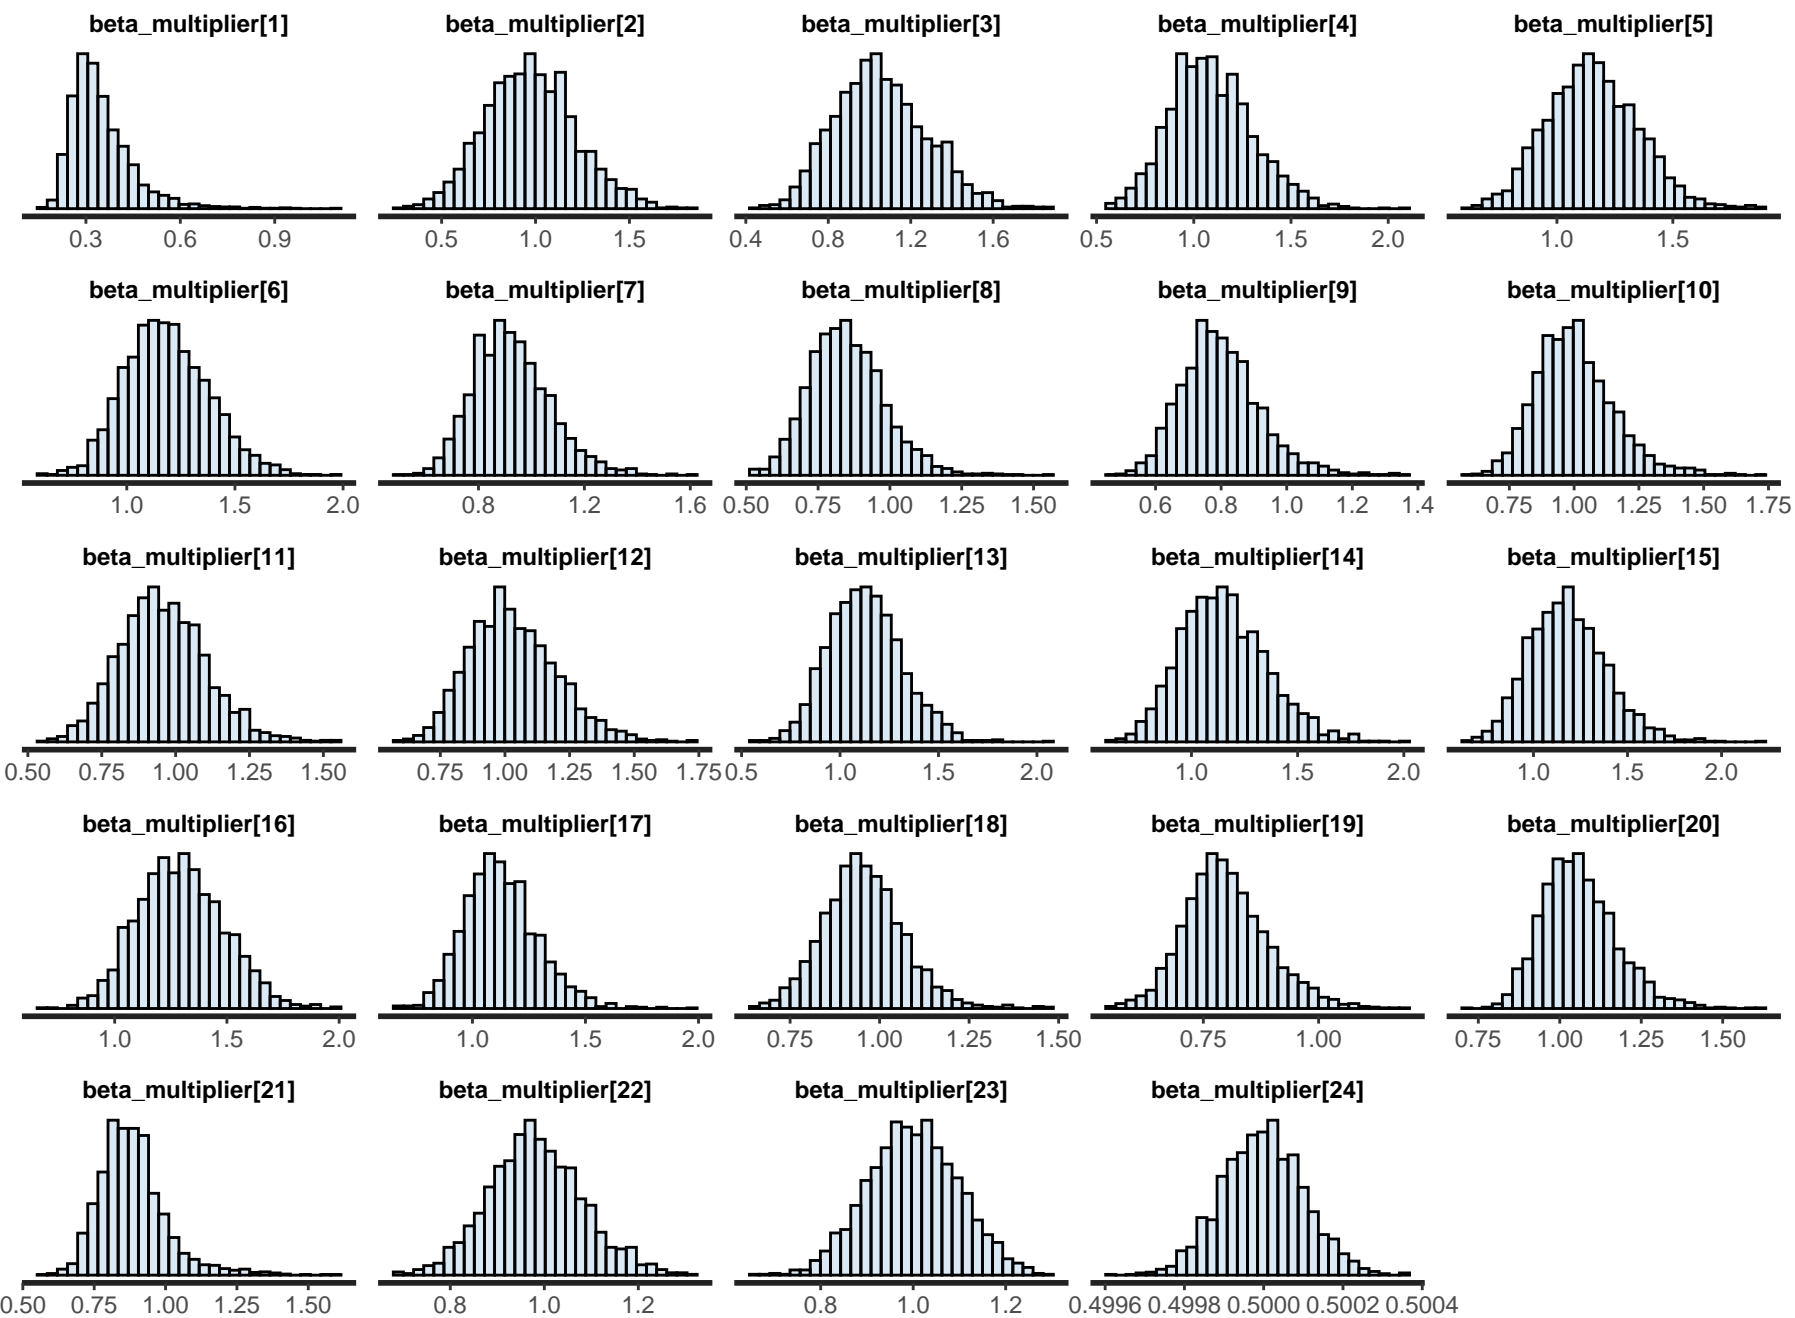 beta_multiplier[1] beta_multiplier[2] beta_multiplier[3] beta_multiplier[4] beta_multiplier[5]
0.3 0.6 0.9 0.5 1.0 1.5 0.4 0.8 1.2 1.6 0.5 1.0 1.5 2.0 1.0 1.5
beta_multiplier[6] beta_multiplier[7] beta_multiplier[8] beta_multiplier[9] beta_multiplier[10]
1.0 1.5 2.0 0.8 1.2 1.6 0.50 0.75 1.00 1.25 1.50 0.6 0.8 1.0 1.2 1.4 0.75 1.00 1.25 1.50 1.75
beta_multiplier[11] beta_multiplier[12] beta_multiplier[13] beta_multiplier[14] beta_multiplier[15]
0.50 0.75 1.00 1.25 1.50 0.75 1.00 1.25 1.50 1.75 0.5 1.0 1.5 2.0 1.0 1.5 2.0 1.0 1.5 2.0
beta_multiplier[16] beta_multiplier[17] beta_multiplier[18] beta_multiplier[19] beta_multiplier[20]
1.0 1.5 2.0 1.0 1.5 2.0 0.75 1.00 1.25 1.50 0.75 1.00 0.75 1.00 1.25 1.50
beta_multiplier[21] beta_multiplier[22] beta_multiplier[23] beta_multiplier[24]
0.50 0.75 1.00 1.25 1.50 0.8 1.0 1.2 0.8 1.0 1.2 0.4996 0.4998 0.5000 0.5002 0.5004